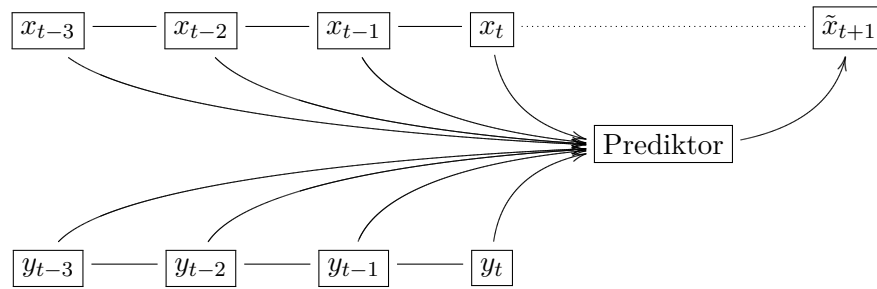 x_{t−3} x_{t−2} x_{t−1} x_t x̃_{t+1}
Prediktor
y_{t−3} y_{t−2} y_{t−1} y_t